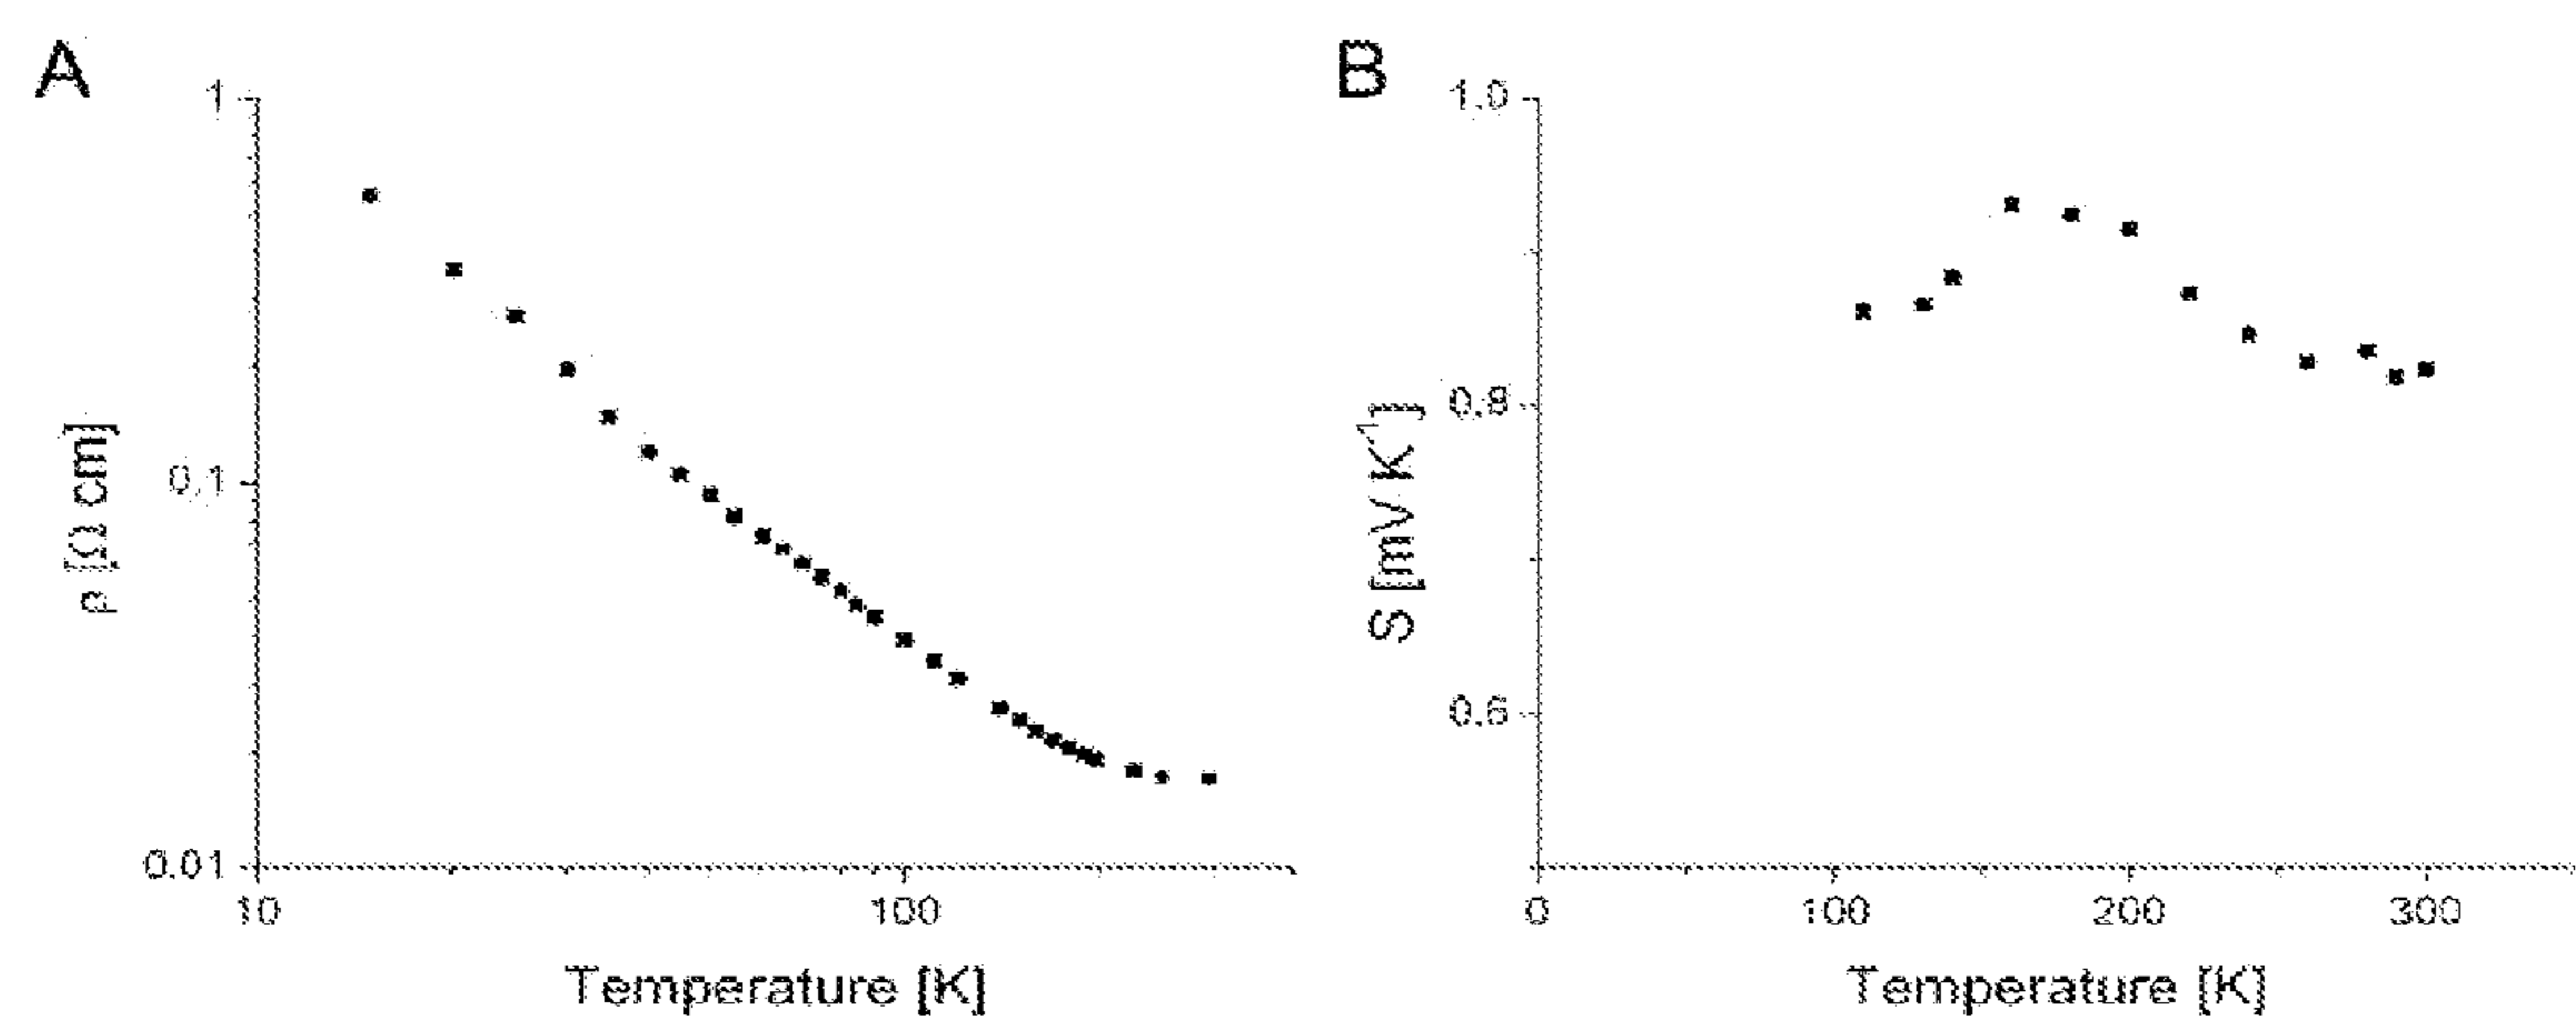 A
1
0.1
0.01
ρ [Ω cm]
10
100
Temperature [K]
B
1.0
0.8
0.6
S [mV K⁻¹]
0
100
200
300
Temperature [K]